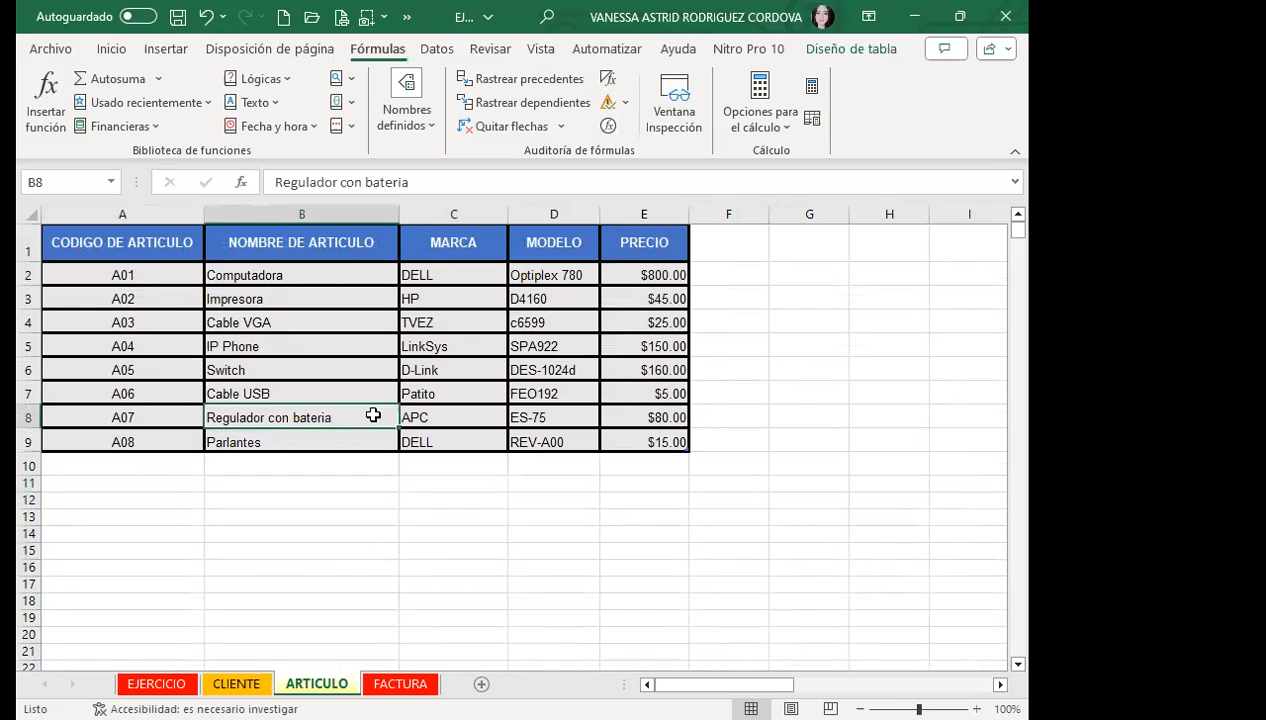 Autoguardado EJ... VANESSA ASTRID RODRIGUEZ CORDOVA
Archivo Inicio Insertar Disposición de página Fórmulas Datos Revisar Vista Automatizar Ayuda Nitro Pro 10 Diseño de tabla
fx Insertar función
Autosuma
Usado recientemente
Financieras
Lógicas
Texto
Fecha y hora
Biblioteca de funciones
Nombres definidos
Rastrear precedentes
Rastrear dependientes
Quitar flechas
Ventana Inspección
Auditoría de fórmulas
Opciones para el cálculo
Cálculo
B8 fx Regulador con bateria
A B C D E F G H I
1 CODIGO DE ARTICULO NOMBRE DE ARTICULO MARCA MODELO PRECIO
2 A01 Computadora DELL Optiplex 780 $800.00
3 A02 Impresora HP D4160 $45.00
4 A03 Cable VGA TVEZ c6599 $25.00
5 A04 IP Phone LinkSys SPA922 $150.00
6 A05 Switch D-Link DES-1024d $160.00
7 A06 Cable USB Patito FEO192 $5.00
8 A07 Regulador con bateria APC ES-75 $80.00
9 A08 Parlantes DELL REV-A00 $15.00
10
11
12
13
14
15
16
17
18
19
20
21
22
EJERCICIO CLIENTE ARTICULO FACTURA
Listo Accesibilidad: es necesario investigar 100%